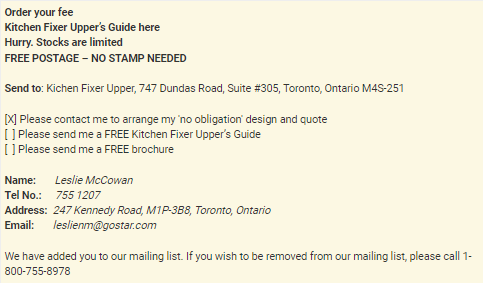 Order your fee
Kitchen Fixer Upper's Guide here
Hurry. Stocks are limited
FREE POSTAGE – NO STAMP NEEDED
Send to: Kichen Fixer Upper, 747 Dundas Road, Suite #305, Toronto, Ontario M4S-251
[X] Please contact me to arrange my 'no obligation' design and quote
[ ] Please send me a FREE Kitchen Fixer Upper's Guide
[ ] Please send me a FREE brochure
Name: Leslie McCowan
Tel No.: 755 1207
Address: 247 Kennedy Road, M1P-3B8, Toronto, Ontario
Email: leslienm@gostar.com
We have added you to our mailing list. If you wish to be removed from our mailing list, please call 1-
800-755-8978